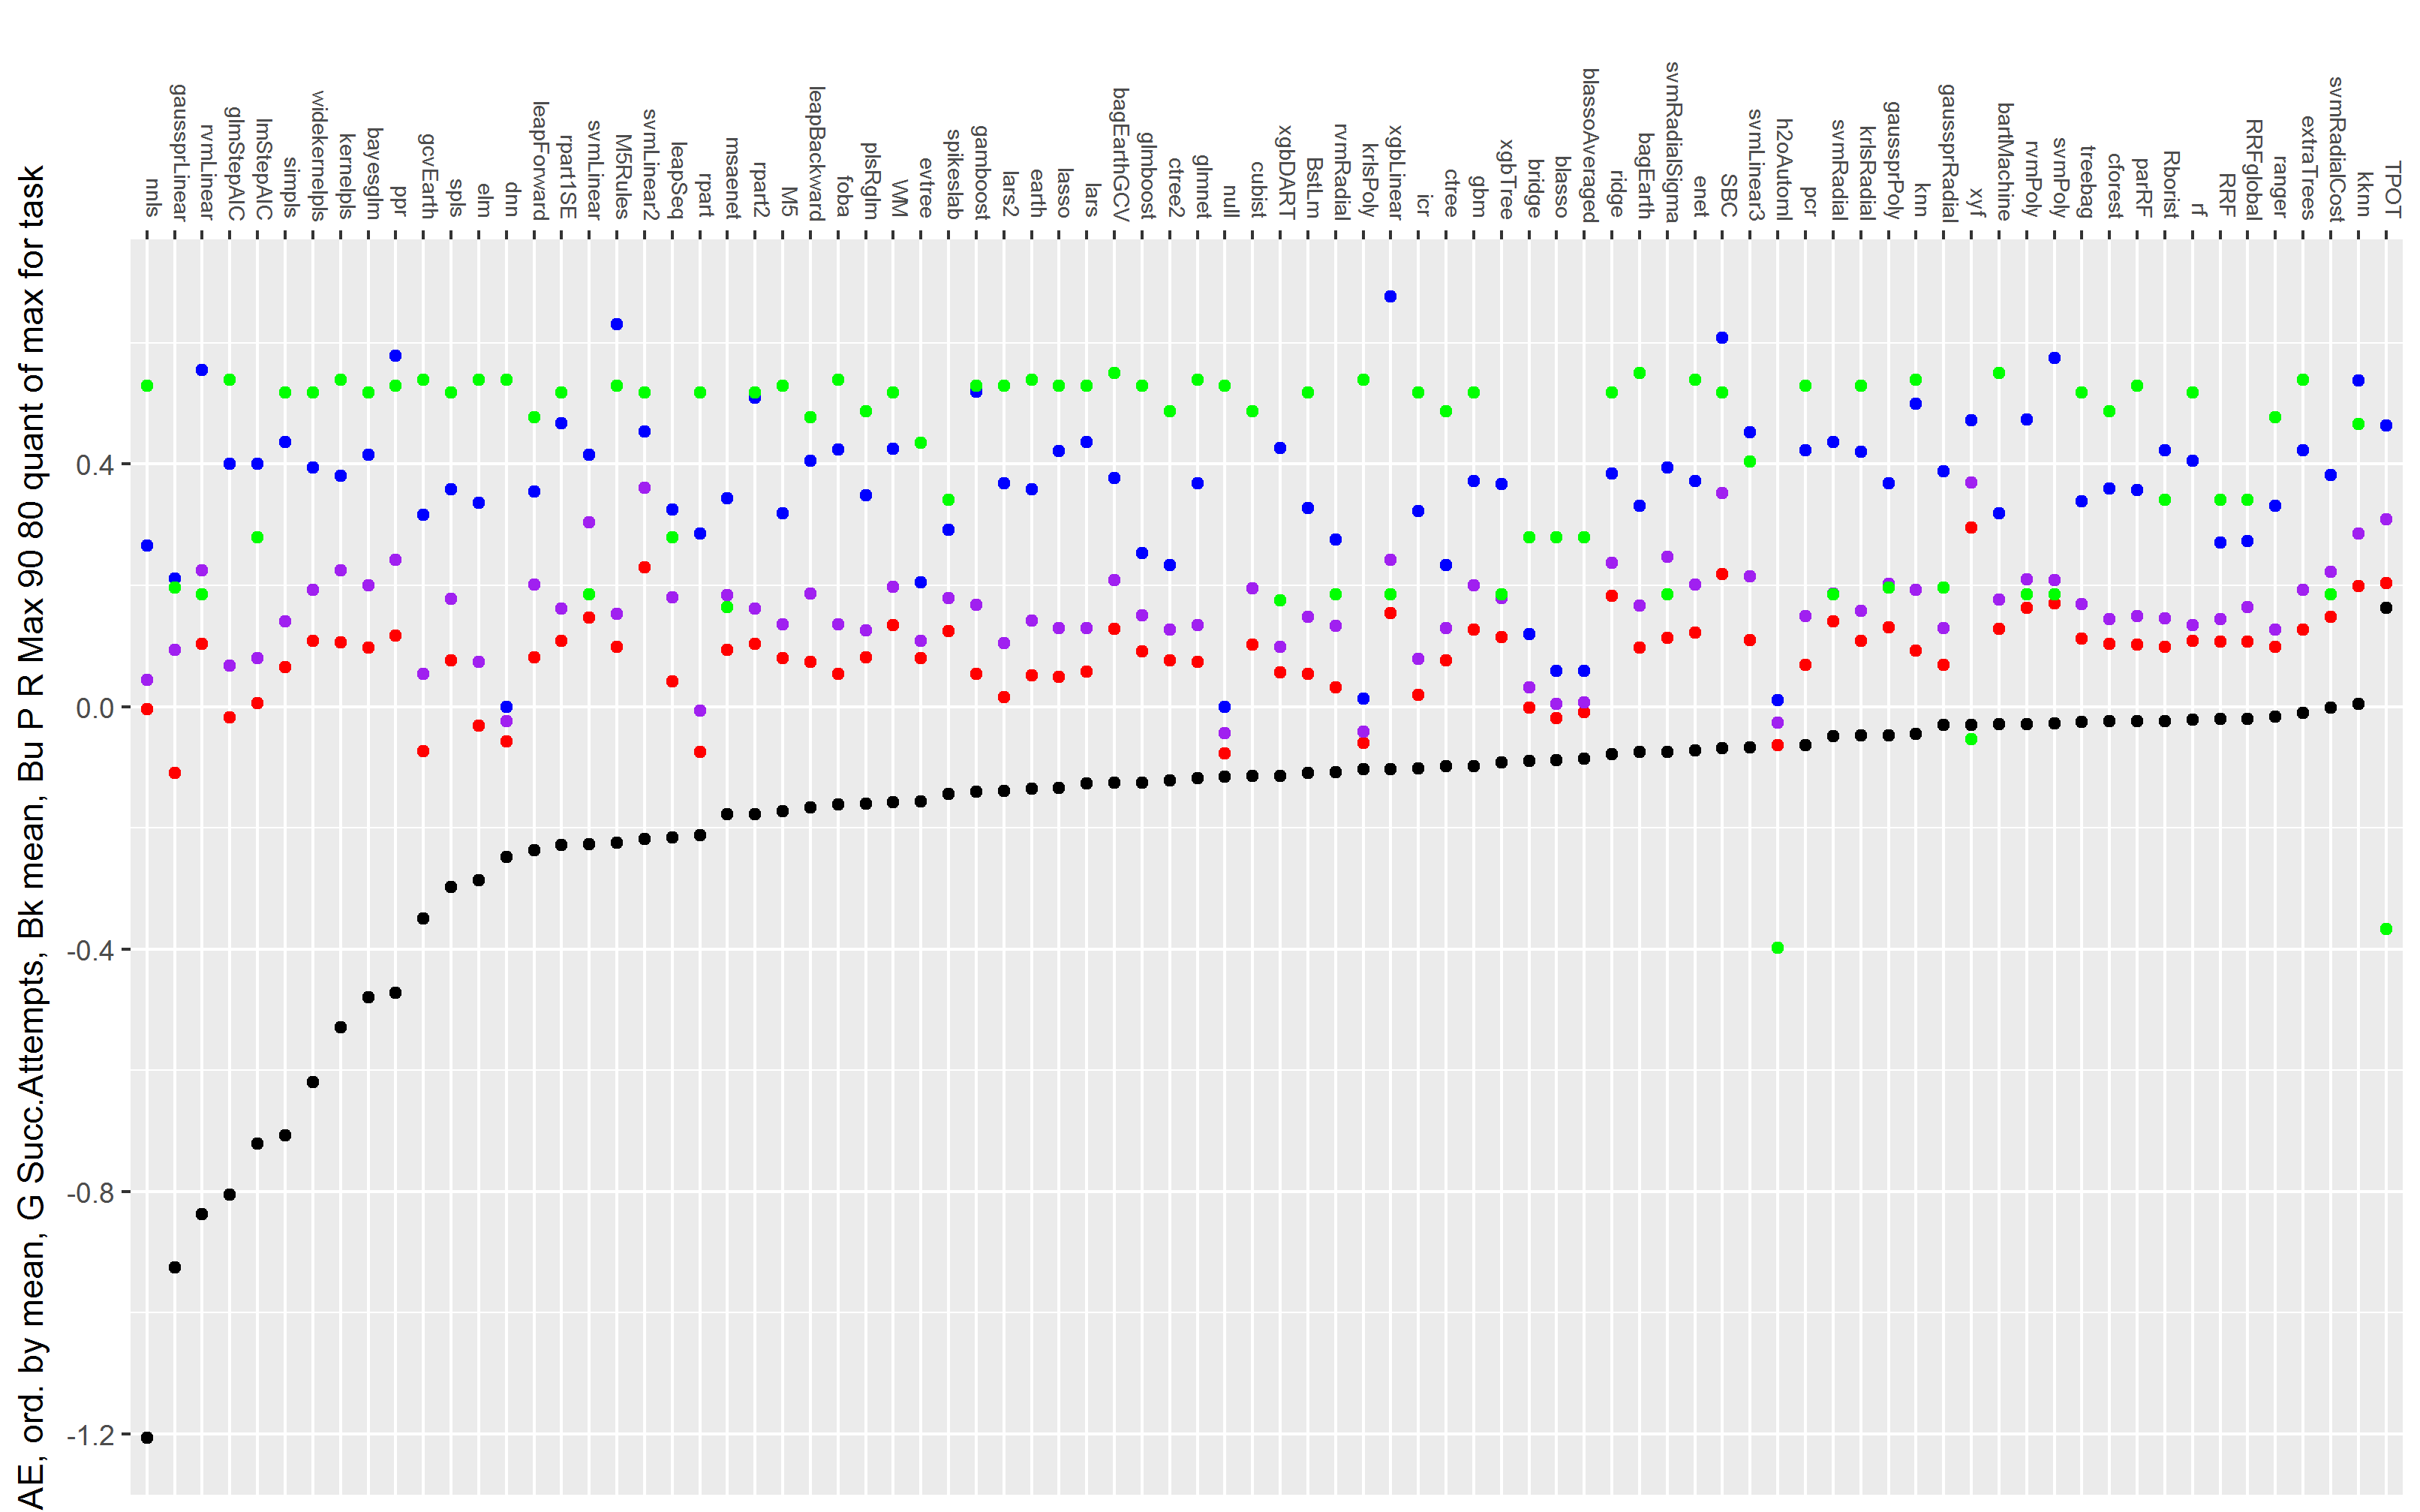 AE, ord. by mean, G Succ.Attempts, Bk mean, Bu P R Max 90 80 quant of max for task
nnls
gaussprLinear
rvmLinear
glmStepAIC
lmStepAIC
simpls
widekernelpls
kernelpls
bayesglm
ppr
gcvEarth
spls
elm
dnn
leapForward
rpart1SE
svmLinear
M5Rules
svmLinear2
leapSeq
rpart
msaenet
rpart2
M5
leapBackward
foba
plsRglm
WM
evtree
spikeslab
gamboost
lars2
earth
lasso
lars
bagEarthGCV
glmboost
ctree2
glmnet
null
cubist
xgbDART
BstLm
rvmRadial
krlsPoly
xgbLinear
icr
ctree
gbm
xgbTree
bridge
blasso
blassoAveraged
ridge
bagEarth
svmRadialSigma
enet
SBC
svmLinear3
h2oAutoml
pcr
svmRadial
krlsRadial
gaussprPoly
knn
gaussprRadial
xyf
bartMachine
rvmPoly
svmPoly
treebag
cforest
parRF
Rborist
rf
RRF
RRFglobal
ranger
extraTrees
svmRadialCost
kknn
TPOT
0.4
0.0
-0.4
-0.8
-1.2